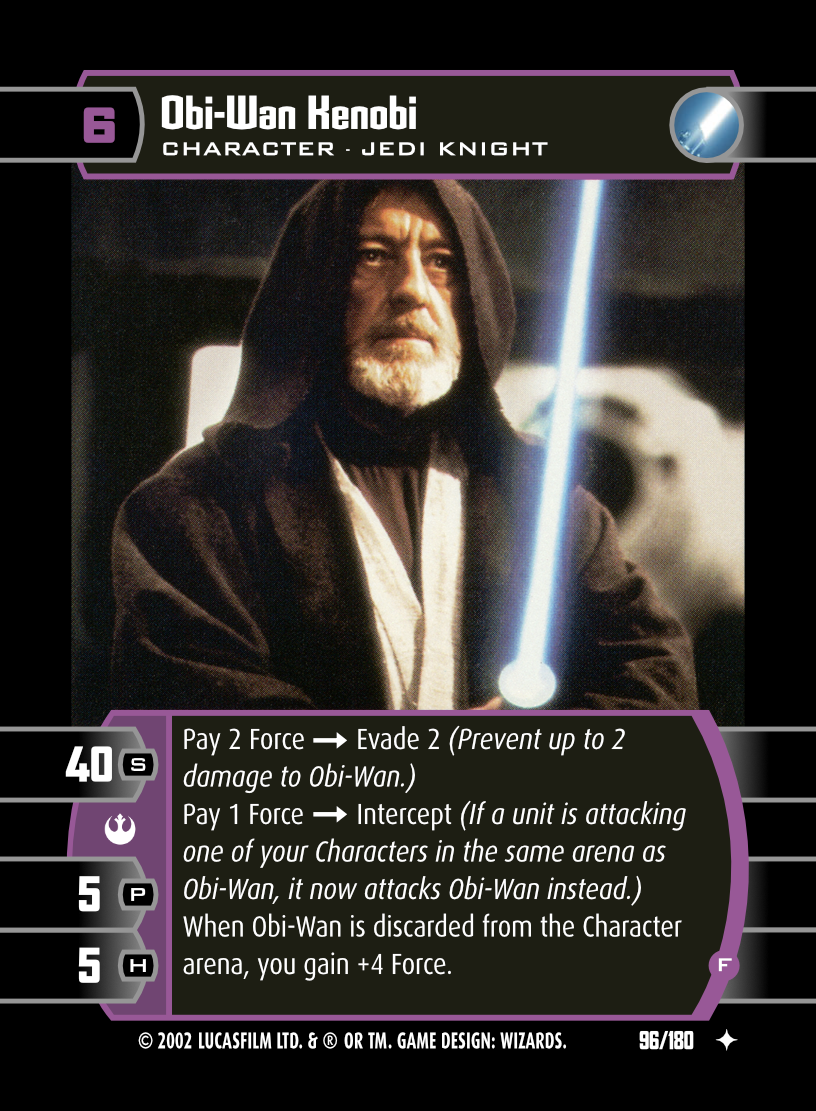 6
Obi-Wan Kenobi
CHARACTER - JEDI KNIGHT
40 S
5 P
5 H
Pay 2 Force → Evade 2 (Prevent up to 2
damage to Obi-Wan.)
Pay 1 Force → Intercept (If a unit is attacking
one of your Characters in the same arena as
Obi-Wan, it now attacks Obi-Wan instead.)
When Obi-Wan is discarded from the Character
arena, you gain +4 Force.
F
© 2002 LUCASFILM LTD. & ® OR TM. GAME DESIGN: WIZARDS.
96/180